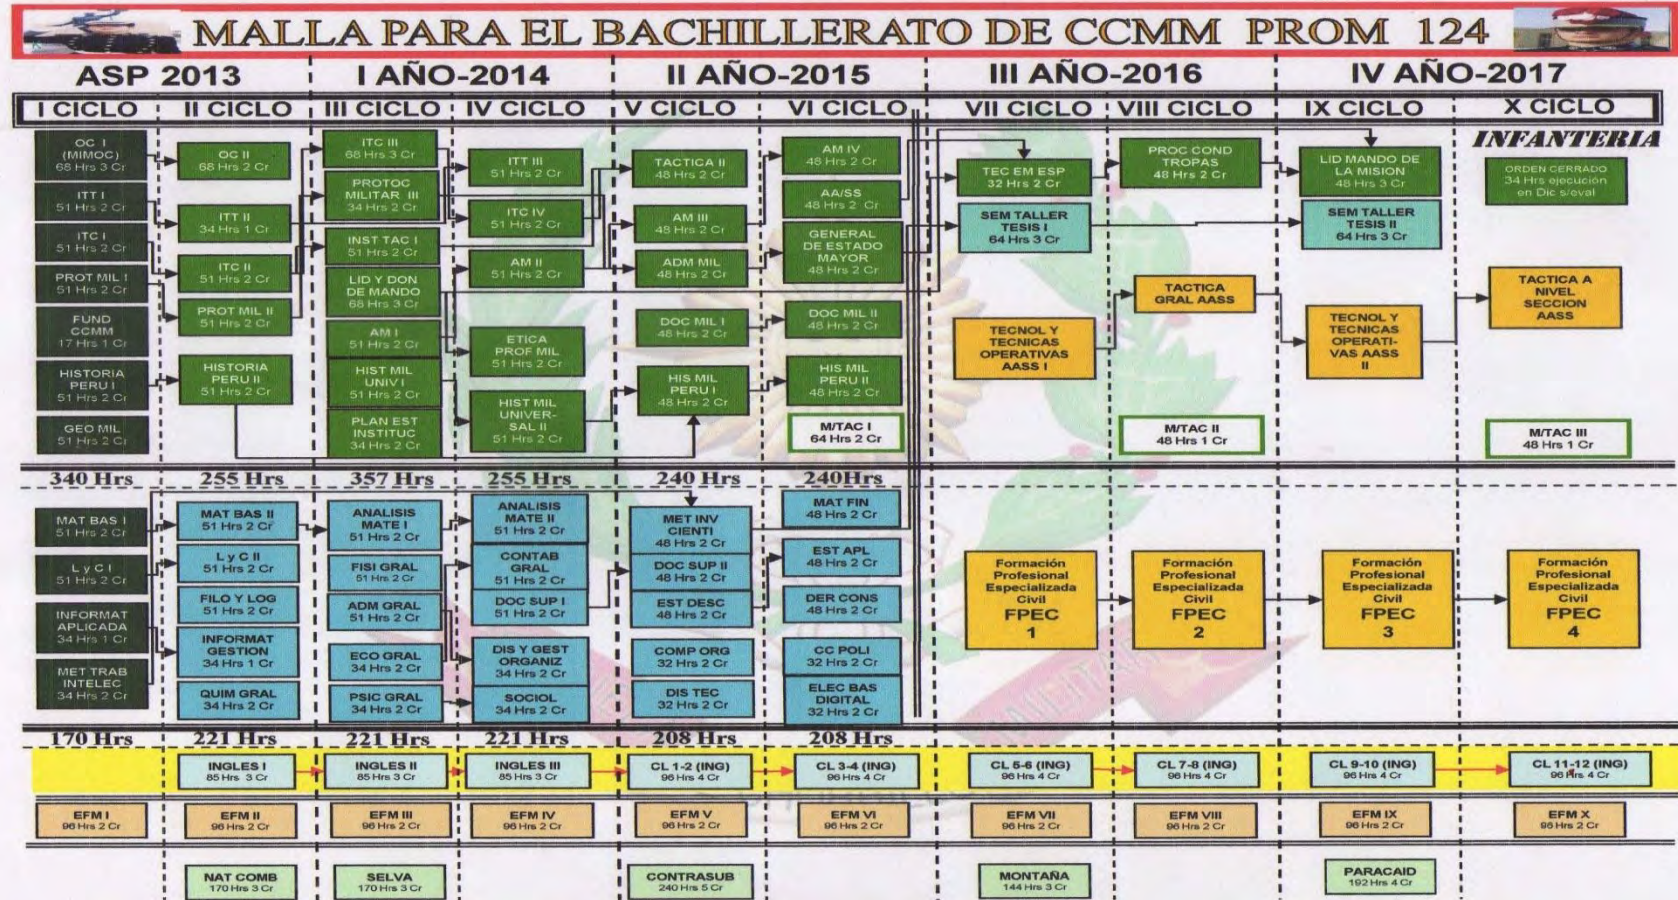 MALLA PARA EL BACHILLERATO DE CCMM PROM 124
ASP 2013
I AÑO-2014
II AÑO-2015
III AÑO-2016
IV AÑO-2017
I CICLO
II CICLO
III CICLO
IV CICLO
V CICLO
VI CICLO
VII CICLO
VIII CICLO
IX CICLO
X CICLO
OC I
(MIMOC)
68 Hrs 3 Cr
ITT I
51 Hrs 2 Cr
ITC I
51 Hrs 2 Cr
PROT MIL I
51 Hrs 2 Cr
FUND
CCMM
17 Hrs 1 Cr
HISTORIA
PERU I
51 Hrs 2 Cr
GEO MIL
51 Hrs 2 Cr
OC II
68 Hrs 2 Cr
ITT II
34 Hrs 1 Cr
ITC II
51 Hrs 2 Cr
PROT MIL II
51 Hrs 2 Cr
HISTORIA
PERU II
51 Hrs 2 Cr
ITC III
68 Hrs 3 Cr
PROTOC
MILITAR III
34 Hrs 2 Cr
INST TAC I
51 Hrs 2 Cr
LID Y DON
DE MANDO
68 Hrs 3 Cr
AM I
51 Hrs 2 Cr
HIST MIL
UNIV I
51 Hrs 2 Cr
PLAN EST
INSTITUC
34 Hrs 2 Cr
ITT III
51 Hrs 2 Cr
ITC IV
51 Hrs 2 Cr
AM II
51 Hrs 2 Cr
ETICA
PROF MIL
51 Hrs 2 Cr
HIST MIL
UNIVER-
SAL II
51 Hrs 2 Cr
TACTICA II
48 Hrs 2 Cr
AM III
48 Hrs 2 Cr
ADM MIL
48 Hrs 2 Cr
DOC MIL I
48 Hrs 2 Cr
HIS MIL
PERU I
48 Hrs 2 Cr
AM IV
48 Hrs 2 Cr
AA/SS
48 Hrs 2 Cr
GENERAL
DE ESTADO
MAYOR
48 Hrs 2 Cr
DOC MIL II
48 Hrs 2 Cr
HIS MIL
PERU II
48 Hrs 2 Cr
M/TAC I
64 Hrs 2 Cr
TEC EM ESP
32 Hrs 2 Cr
SEM TALLER
TESIS I
64 Hrs 3 Cr
TECNOL Y
TECNICAS
OPERATIVAS
AASS I
PROC COND
TROPAS
48 Hrs 2 Cr
TACTICA
GRAL AASS
M/TAC II
48 Hrs 1 Cr
LID MANDO DE
LA MISION
48 Hrs 3 Cr
SEM TALLER
TESIS II
64 Hrs 3 Cr
TECNOL Y
TECNICAS
OPERATI-
VAS AASS
II
INFANTERIA
ORDEN CERRADO
34 Hrs ejecución
en Dic s/eval
TACTICA A
NIVEL
SECCION
AASS
M/TAC III
48 Hrs 1 Cr
340 Hrs
255 Hrs
357 Hrs
255 Hrs
240 Hrs
240Hrs
MAT BAS I
51 Hrs 2 Cr
L y C I
51 Hrs 2 Cr
INFORMAT
APLICADA
34 Hrs 1 Cr
MET TRAB
INTELEC
34 Hrs 2 Cr
MAT BAS II
51 Hrs 2 Cr
L y C II
51 Hrs 2 Cr
FILO Y LOG
51 Hrs 2 Cr
INFORMAT
GESTION
34 Hrs 1 Cr
QUIM GRAL
34 Hrs 2 Cr
ANALISIS
MATE I
51 Hrs 2 Cr
FISI GRAL
51 Hrs 2 Cr
ADM GRAL
51 Hrs 2 Cr
ECO GRAL
34 Hrs 2 Cr
PSIC GRAL
34 Hrs 2 Cr
ANALISIS
MATE II
51 Hrs 2 Cr
CONTAB
GRAL
51 Hrs 2 Cr
DOC SUP I
51 Hrs 2 Cr
DIS Y GEST
ORGANIZ
34 Hrs 2 Cr
SOCIOL
34 Hrs 2 Cr
MET INV
CIENTI
48 Hrs 2 Cr
DOC SUP II
48 Hrs 2 Cr
EST DESC
48 Hrs 2 Cr
COMP ORG
32 Hrs 2 Cr
DIS TEC
32 Hrs 2 Cr
MAT FIN
48 Hrs 2 Cr
EST APL
48 Hrs 2 Cr
DER CONS
48 Hrs 2 Cr
CC POLI
32 Hrs 2 Cr
ELEC BAS
DIGITAL
32 Hrs 2 Cr
Formación
Profesional
Especializada
Civil
FPEC
1
Formación
Profesional
Especializada
Civil
FPEC
2
Formación
Profesional
Especializada
Civil
FPEC
3
Formación
Profesional
Especializada
Civil
FPEC
4
170 Hrs
221 Hrs
221 Hrs
221 Hrs
208 Hrs
208 Hrs
INGLES I
85 Hrs 3 Cr
INGLES II
85 Hrs 3 Cr
INGLES III
85 Hrs 3 Cr
CL 1-2 (ING)
96 Hrs 4 Cr
CL 3-4 (ING)
96 Hrs 4 Cr
CL 5-6 (ING)
96 Hrs 4 Cr
CL 7-8 (ING)
96 Hrs 4 Cr
CL 9-10 (ING)
96 Hrs 4 Cr
CL 11-12 (ING)
96 Hrs 4 Cr
EFM I
96 Hrs 2 Cr
EFM II
96 Hrs 2 Cr
EFM III
96 Hrs 2 Cr
EFM IV
96 Hrs 2 Cr
EFM V
96 Hrs 2 Cr
EFM VI
96 Hrs 2 Cr
EFM VII
96 Hrs 2 Cr
EFM VIII
96 Hrs 2 Cr
EFM IX
96 Hrs 2 Cr
EFM X
96 Hrs 2 Cr
NAT COMB
170 Hrs 3 Cr
SELVA
170 Hrs 3 Cr
CONTRASUB
240 Hrs 5 Cr
MONTAÑA
144 Hrs 3 Cr
PARACAID
192 Hrs 4 Cr